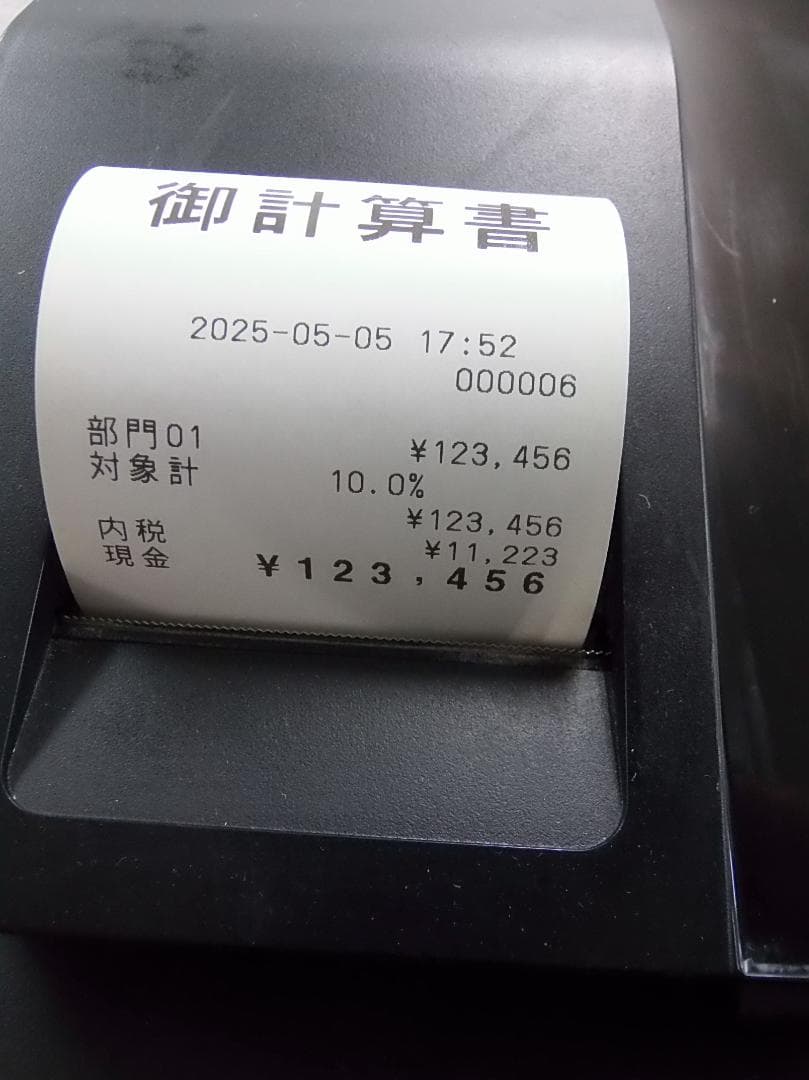 御計算書
2025-05-05 17:52
000006
部門01 ¥123,456
対象計 10.0%
¥123,456
内税 ¥11,223
現金 ¥123,456